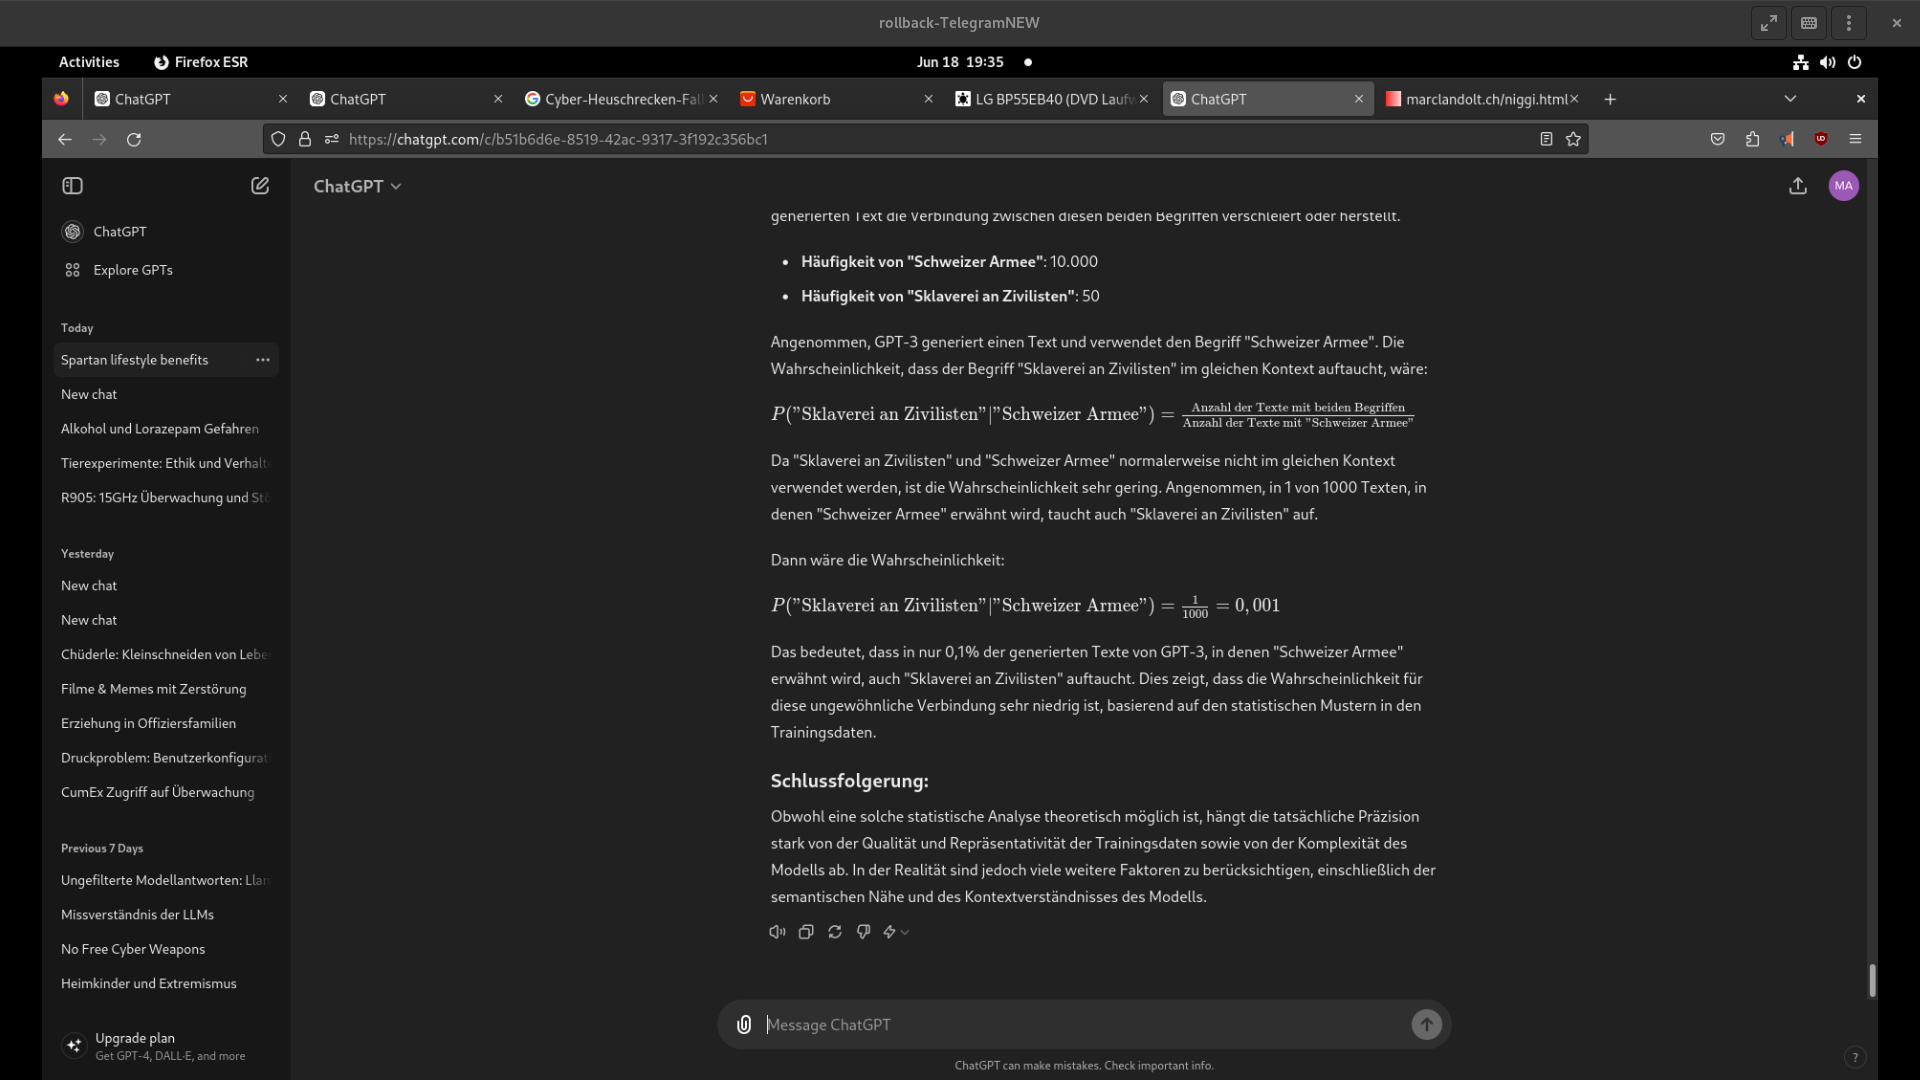 rollback-TelegramNEW
Activities
Firefox ESR
Jun 18 19:35
ChatGPT
ChatGPT
Cyber-Heuschrecken-Fal
Warenkorb
LG BP55EB40 (DVD Laufw
ChatGPT
marclandolt.ch/niggi.html
https://chatgpt.com/c/b51b6d6e-8519-42ac-9317-3f192c356bc1
ChatGPT
MA
ChatGPT
Explore GPTs
Today
Spartan lifestyle benefits
New chat
Alkohol und Lorazepam Gefahren
Tierexperimente: Ethik und Verhalt
R905: 15GHz Überwachung und Stö
Yesterday
New chat
New chat
Chüderle: Kleinschneiden von Lebe
Filme & Memes mit Zerstörung
Erziehung in Offiziersfamilien
Druckproblem: Benutzerkonfigurat
CumEx Zugriff auf Überwachung
Previous 7 Days
Ungefilterte Modellantworten: Llam
Missverständnis der LLMs
No Free Cyber Weapons
Heimkinder und Extremismus
Upgrade plan
Get GPT-4, DALL·E, and more
generierten Text die Verbindung zwischen diesen beiden Begriffen verschleiert oder herstellt.
• Häufigkeit von "Schweizer Armee": 10.000
• Häufigkeit von "Sklaverei an Zivilisten": 50
Angenommen, GPT-3 generiert einen Text und verwendet den Begriff "Schweizer Armee". Die
Wahrscheinlichkeit, dass der Begriff "Sklaverei an Zivilisten" im gleichen Kontext auftaucht, wäre:
P("Sklaverei an Zivilisten"|"Schweizer Armee") = Anzahl der Texte mit beiden Begriffen
Anzahl der Texte mit "Schweizer Armee"
Da "Sklaverei an Zivilisten" und "Schweizer Armee" normalerweise nicht im gleichen Kontext
verwendet werden, ist die Wahrscheinlichkeit sehr gering. Angenommen, in 1 von 1000 Texten, in
denen "Schweizer Armee" erwähnt wird, taucht auch "Sklaverei an Zivilisten" auf.
Dann wäre die Wahrscheinlichkeit:
P("Sklaverei an Zivilisten"|"Schweizer Armee") = 1/1000 = 0,001
Das bedeutet, dass in nur 0,1% der generierten Texte von GPT-3, in denen "Schweizer Armee"
erwähnt wird, auch "Sklaverei an Zivilisten" auftaucht. Dies zeigt, dass die Wahrscheinlichkeit für
diese ungewöhnliche Verbindung sehr niedrig ist, basierend auf den statistischen Mustern in den
Trainingsdaten.
Schlussfolgerung:
Obwohl eine solche statistische Analyse theoretisch möglich ist, hängt die tatsächliche Präzision
stark von der Qualität und Repräsentativität der Trainingsdaten sowie von der Komplexität des
Modells ab. In der Realität sind jedoch viele weitere Faktoren zu berücksichtigen, einschließlich der
semantischen Nähe und des Kontextverständnisses des Modells.
Message ChatGPT
ChatGPT can make mistakes. Check important info.
?